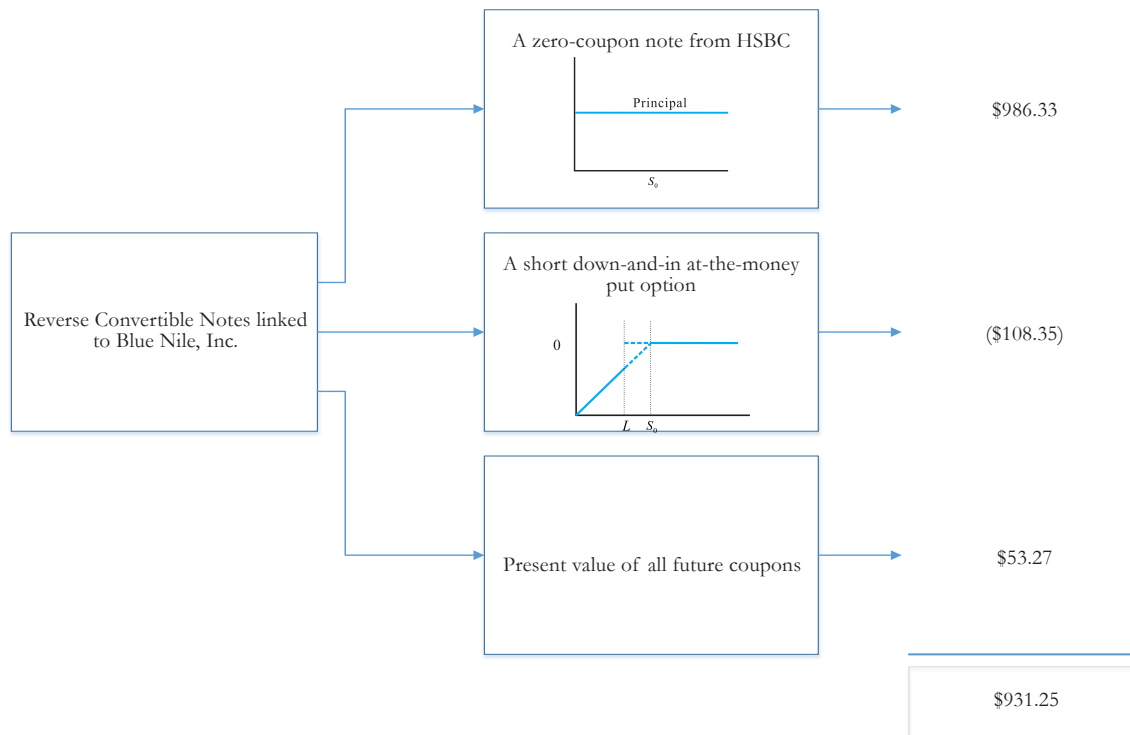 A zero-coupon note from HSBC
Principal
S₀
$986.33
Reverse Convertible Notes linked
to Blue Nile, Inc.
A short down-and-in at-the-money
put option
0
L S₀
($108.35)
Present value of all future coupons
$53.27
$931.25